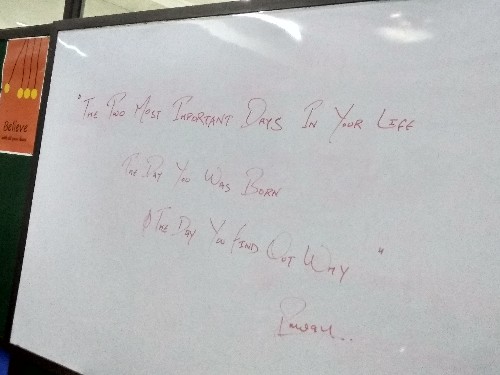 Believe
"THE TWO MOST IMPORTANT DAYS IN YOUR LIFE
THE DAY YOU WAS BORN
& THE DAY YOU FIND OUT WHY"